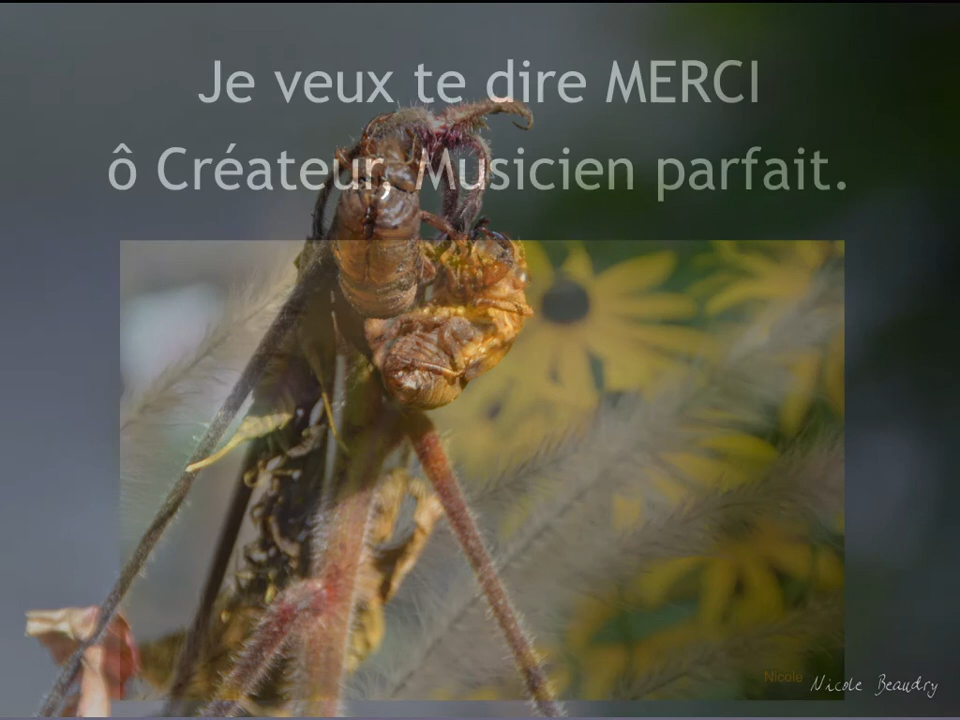 Je veux te dire MERCI
ô Créateur, Musicien parfait.
Nicole Nicole Beaudry